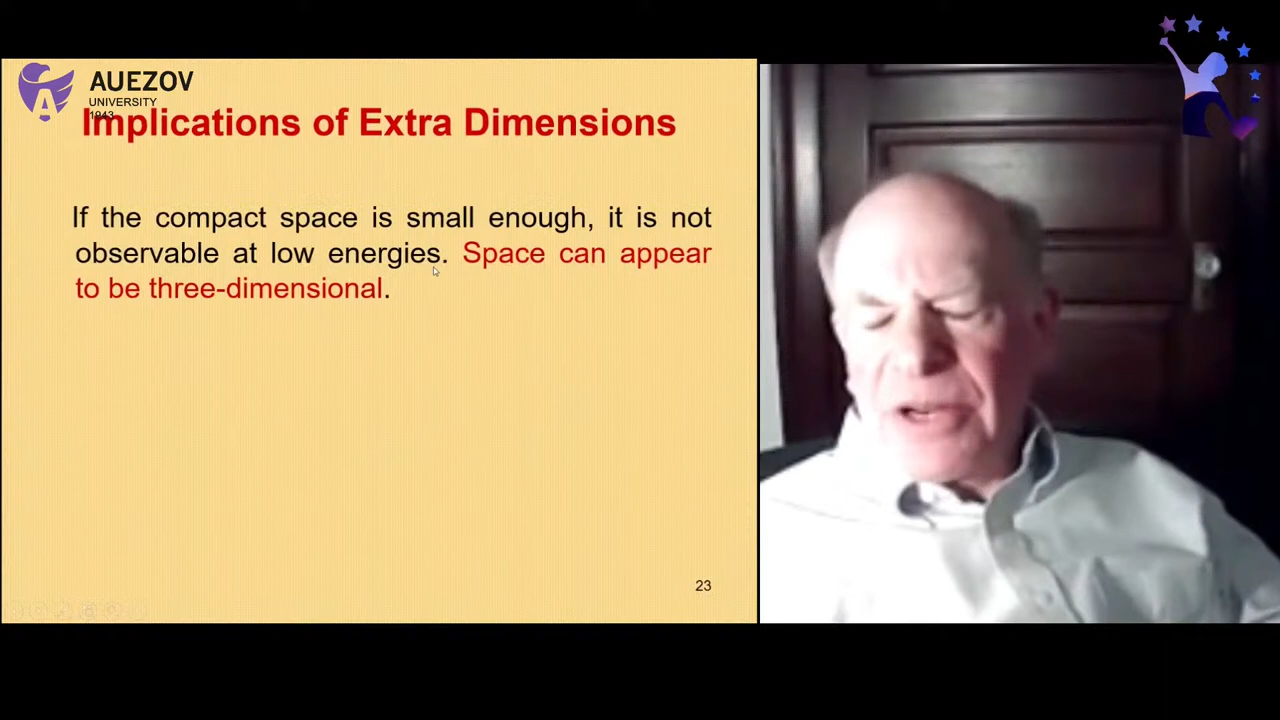 AUEZOV
UNIVERSITY
1943
Implications of Extra Dimensions
If the compact space is small enough, it is not
observable at low energies. Space can appear
to be three-dimensional.
23